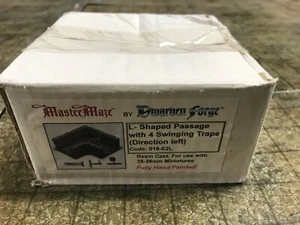 MasterMaze BY Dwarven Forge
L- Shaped Passage
with 4 Swinging Traps
(Direction left)
Code: 018-E2L
Resin Cast. For use with
25-28mm Miniatures
Fully Hand Painted!